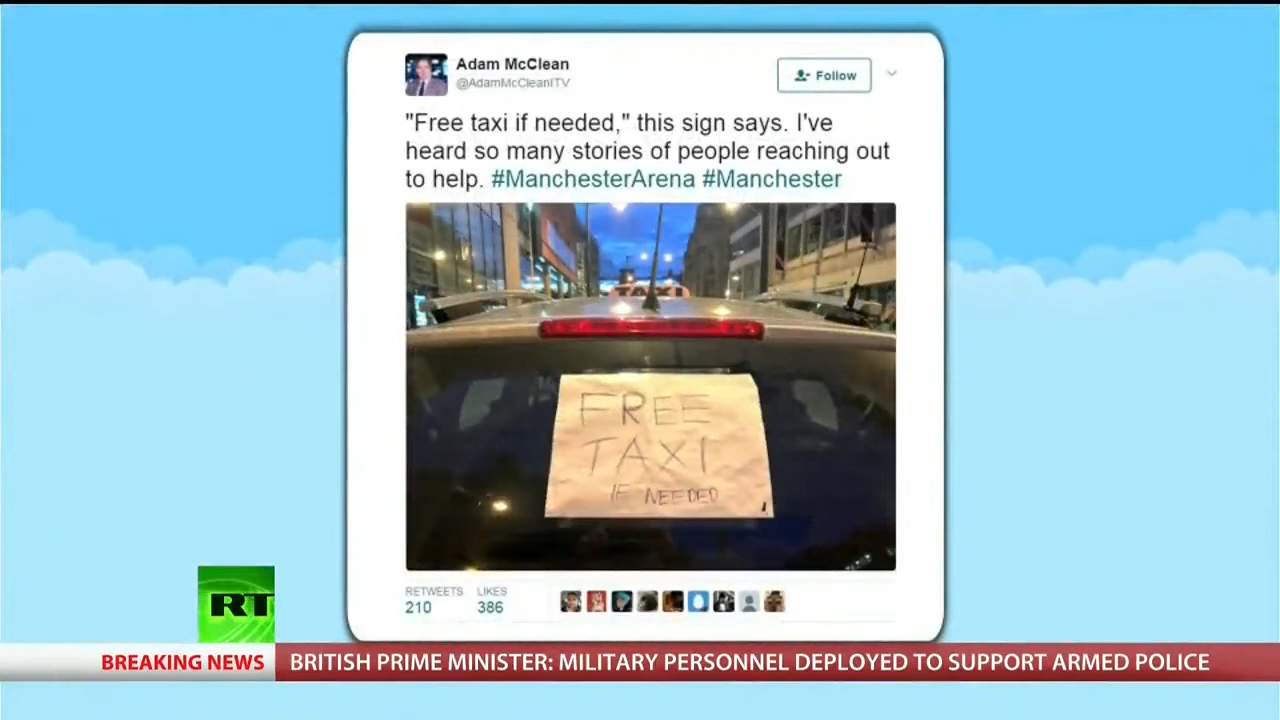 Adam McClean
@AdamMcCleanITV
Follow
"Free taxi if needed," this sign says. I've
heard so many stories of people reaching out
to help. #ManchesterArena #Manchester
TAXI
FREE
TAXI
IF NEEDED
RETWEETS LIKES
210 386
RT
BREAKING NEWS BRITISH PRIME MINISTER: MILITARY PERSONNEL DEPLOYED TO SUPPORT ARMED POLICE